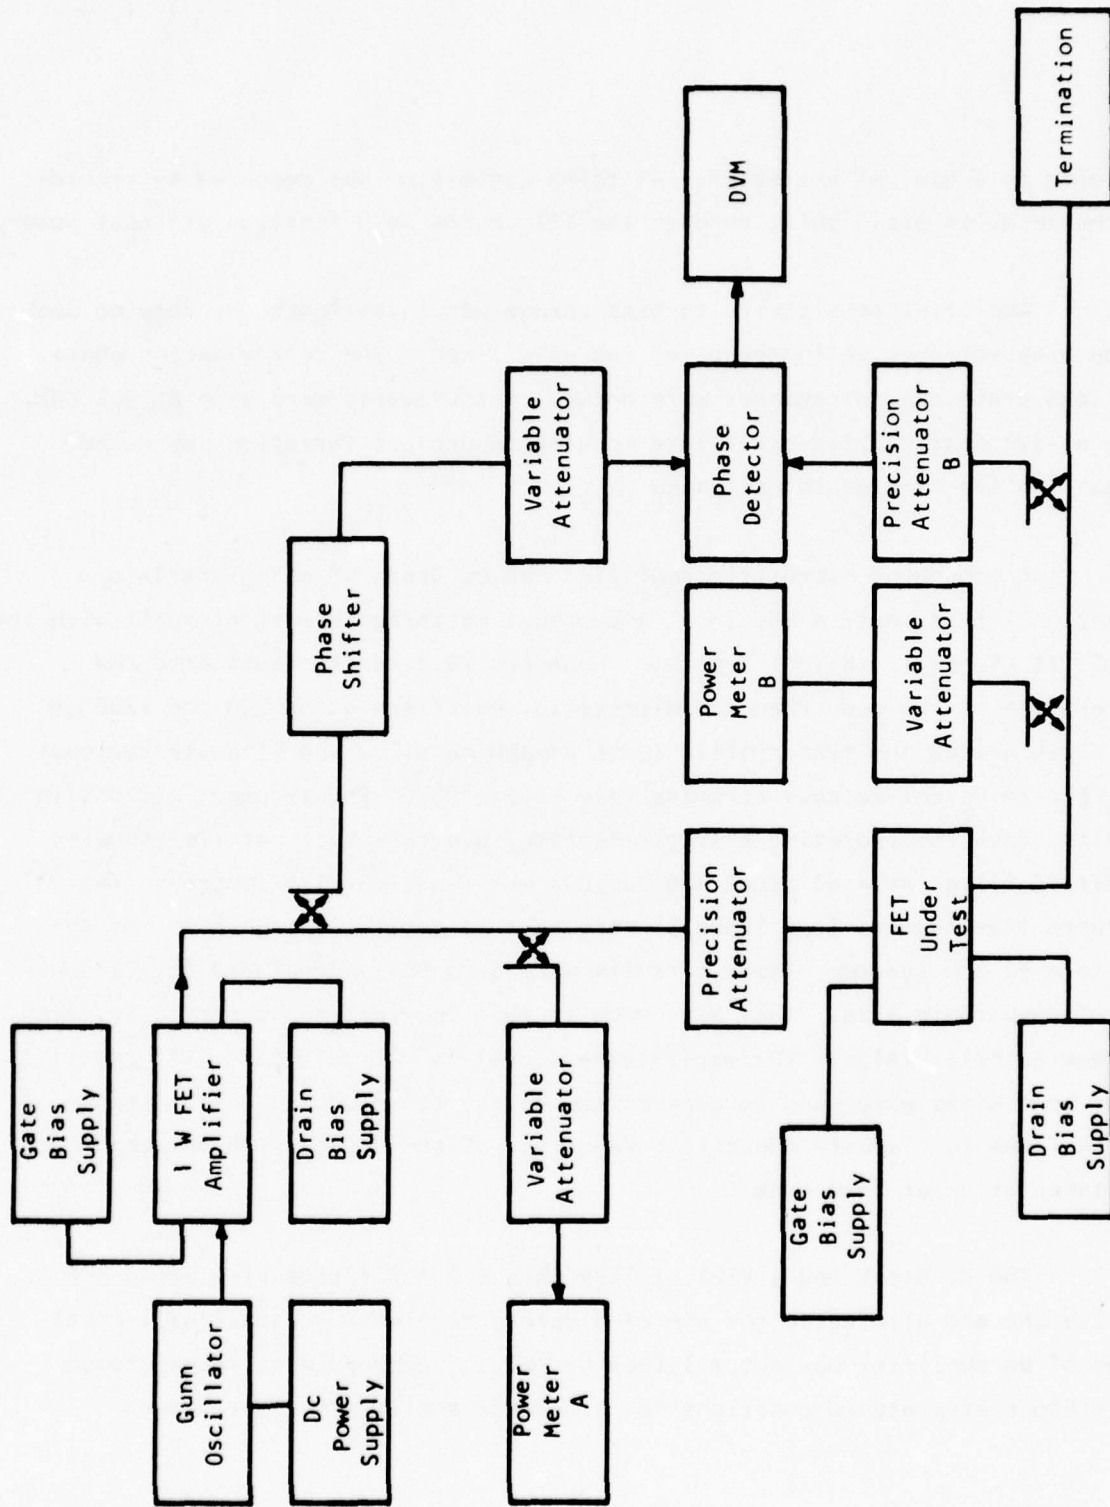 Gate
Bias
Supply
Gunn
Oscillator
1 W FET
Amplifier
Dc
Power
Supply
Drain
Bias
Supply
Phase
Shifter
Power
Meter
A
Variable
Attenuator
Variable
Attenuator
Precision
Attenuator
Power
Meter
B
Phase
Detector
DVM
Gate
Bias
Supply
FET
Under
Test
Variable
Attenuator
Precision
Attenuator
B
Drain
Bias
Supply
Termination